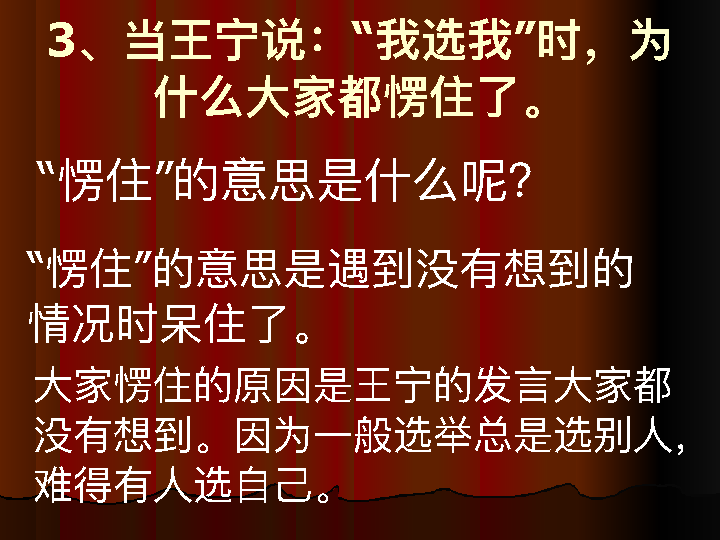 3、当王宁说：“我选我”时，为
什么大家都愣住了。
“愣住”的意思是什么呢？
“愣住”的意思是遇到没有想到的
情况时呆住了。
大家愣住的原因是王宁的发言大家都
没有想到。因为一般选举总是选别人，
难得有人选自己。